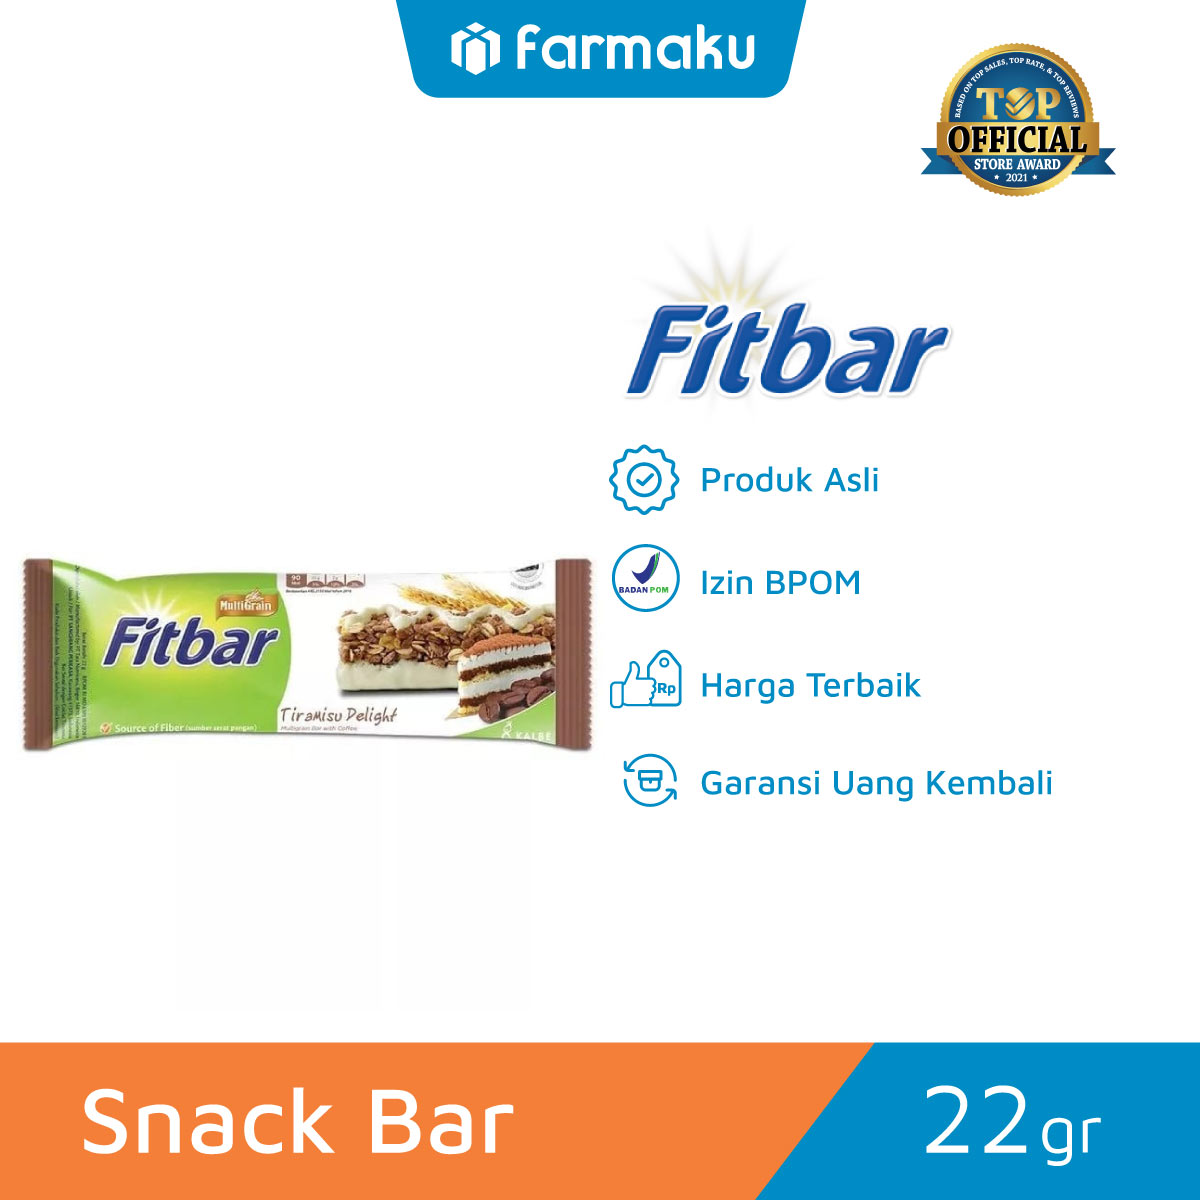 farmaku
BASED ON TOP SALES, TOP RATE, & TOP REVIEWS
TOP
OFFICIAL
STORE AWARD
2021
Fitbar
Produk Asli
BADAN POM
Izin BPOM
Rp
Harga Terbaik
Garansi Uang Kembali
90
MultiGrain
Fitbar
Tiramisu Delight
Multigrain Bar with Coffee
Source of Fiber (sumber serat pangan)
KALBE
Snack Bar
22gr